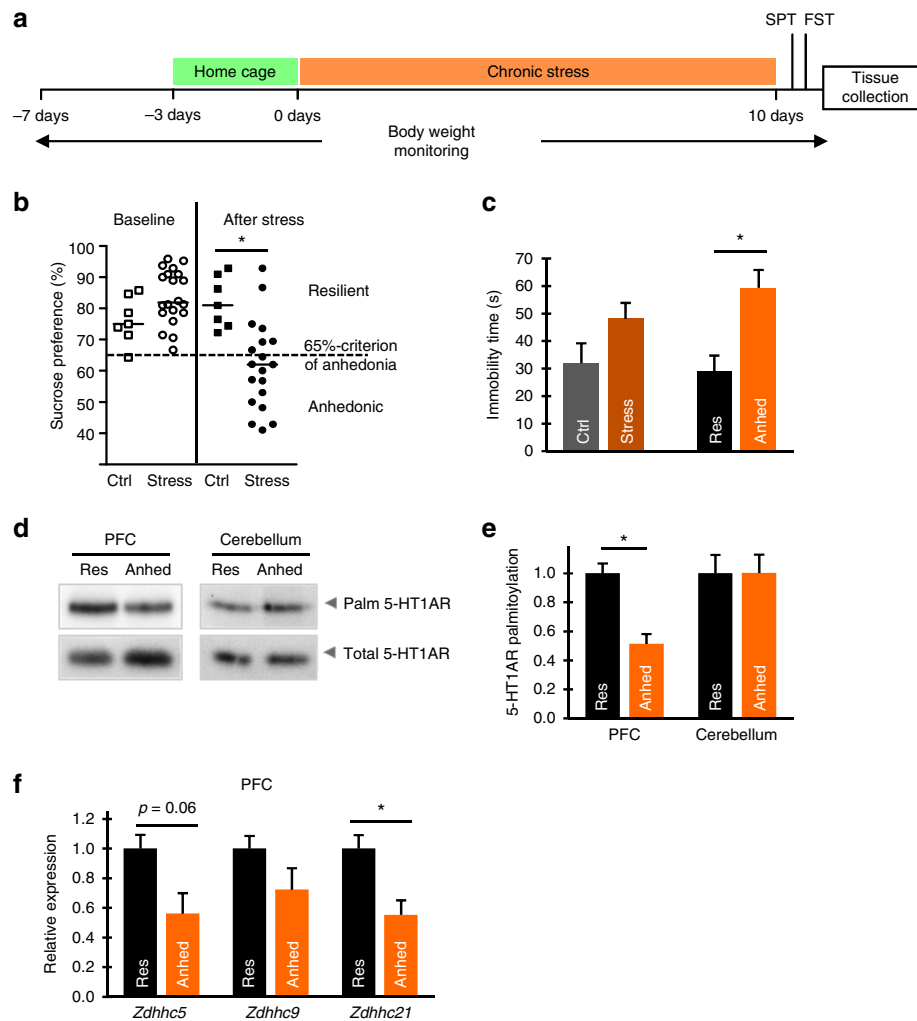 a
SPT FST
Home cage
Chronic stress
Tissue
collection
–7 days
–3 days
0 days
10 days
Body weight
monitoring
b
Baseline
After stress
*
Sucrose preference (%)
100
90
80
70
60
50
40
Resilient
65%-criterion
of anhedonia
Anhedonic
Ctrl Stress Ctrl Stress
c
*
Immobility time (s)
70
60
50
40
30
20
10
0
Ctrl
Stress
Res
Anhed
d
PFC
Cerebellum
Res Anhed
Res Anhed
Palm 5-HT1AR
Total 5-HT1AR
e
*
5-HT1AR palmitoylation
1.0
0.8
0.6
0.4
0.2
0.0
Res
Anhed
Res
Anhed
PFC
Cerebellum
f
PFC
p = 0.06
*
Relative expression
1.2
1.0
0.8
0.6
0.4
0.2
0.0
Res
Anhed
Res
Anhed
Res
Anhed
Zdhhc5
Zdhhc9
Zdhhc21